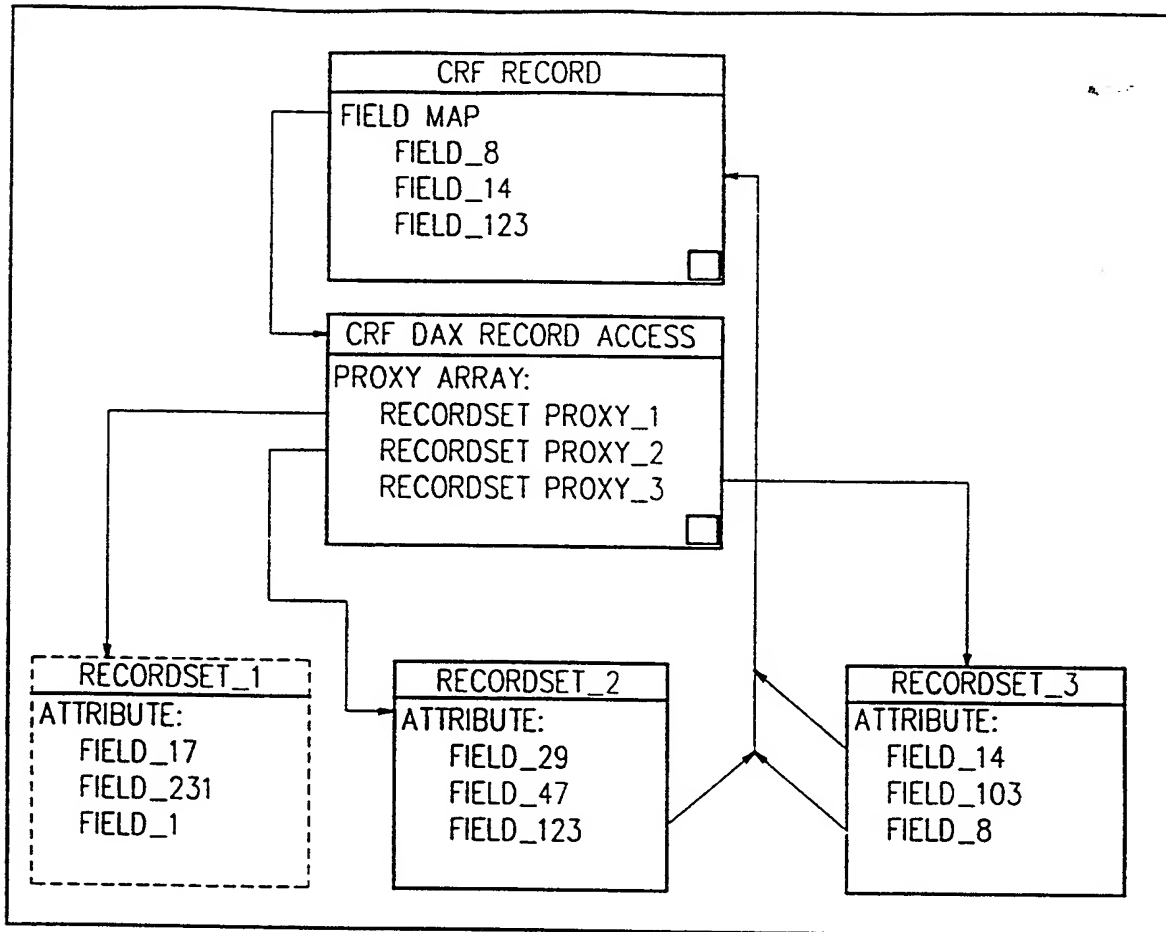 CRF RECORD
FIELD MAP
FIELD_8
FIELD_14
FIELD_123
CRF DAX RECORD ACCESS
PROXY ARRAY:
RECORDSET PROXY_1
RECORDSET PROXY_2
RECORDSET PROXY_3
RECORDSET_1
ATTRIBUTE:
FIELD_17
FIELD_231
FIELD_1
RECORDSET_2
ATTRIBUTE:
FIELD_29
FIELD_47
FIELD_123
RECORDSET_3
ATTRIBUTE:
FIELD_14
FIELD_103
FIELD_8